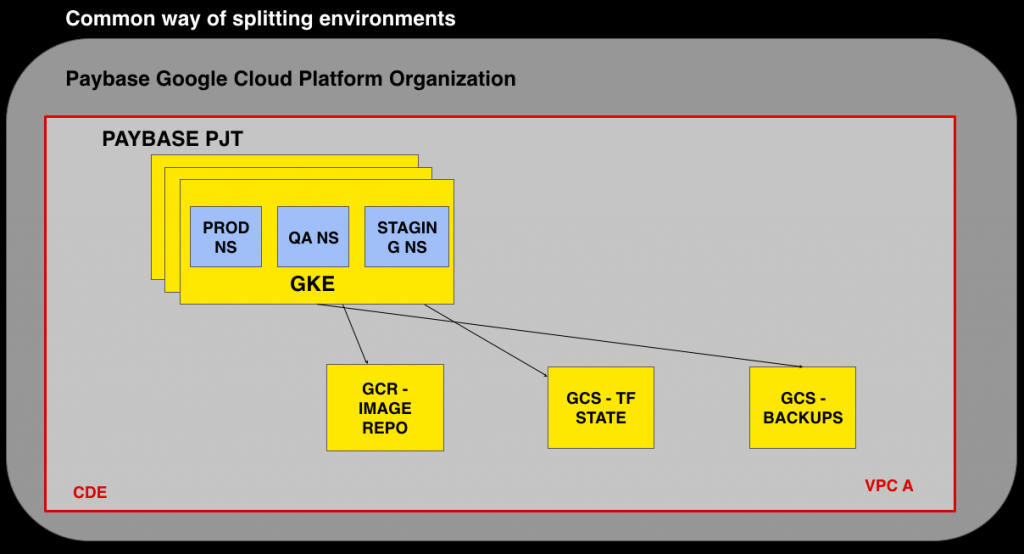 Common way of splitting environments
Paybase Google Cloud Platform Organization
PAYBASE PJT
PROD
NS
QA NS
STAGIN
G NS
GKE
GCR -
IMAGE
REPO
GCS - TF
STATE
GCS -
BACKUPS
CDE
VPC A